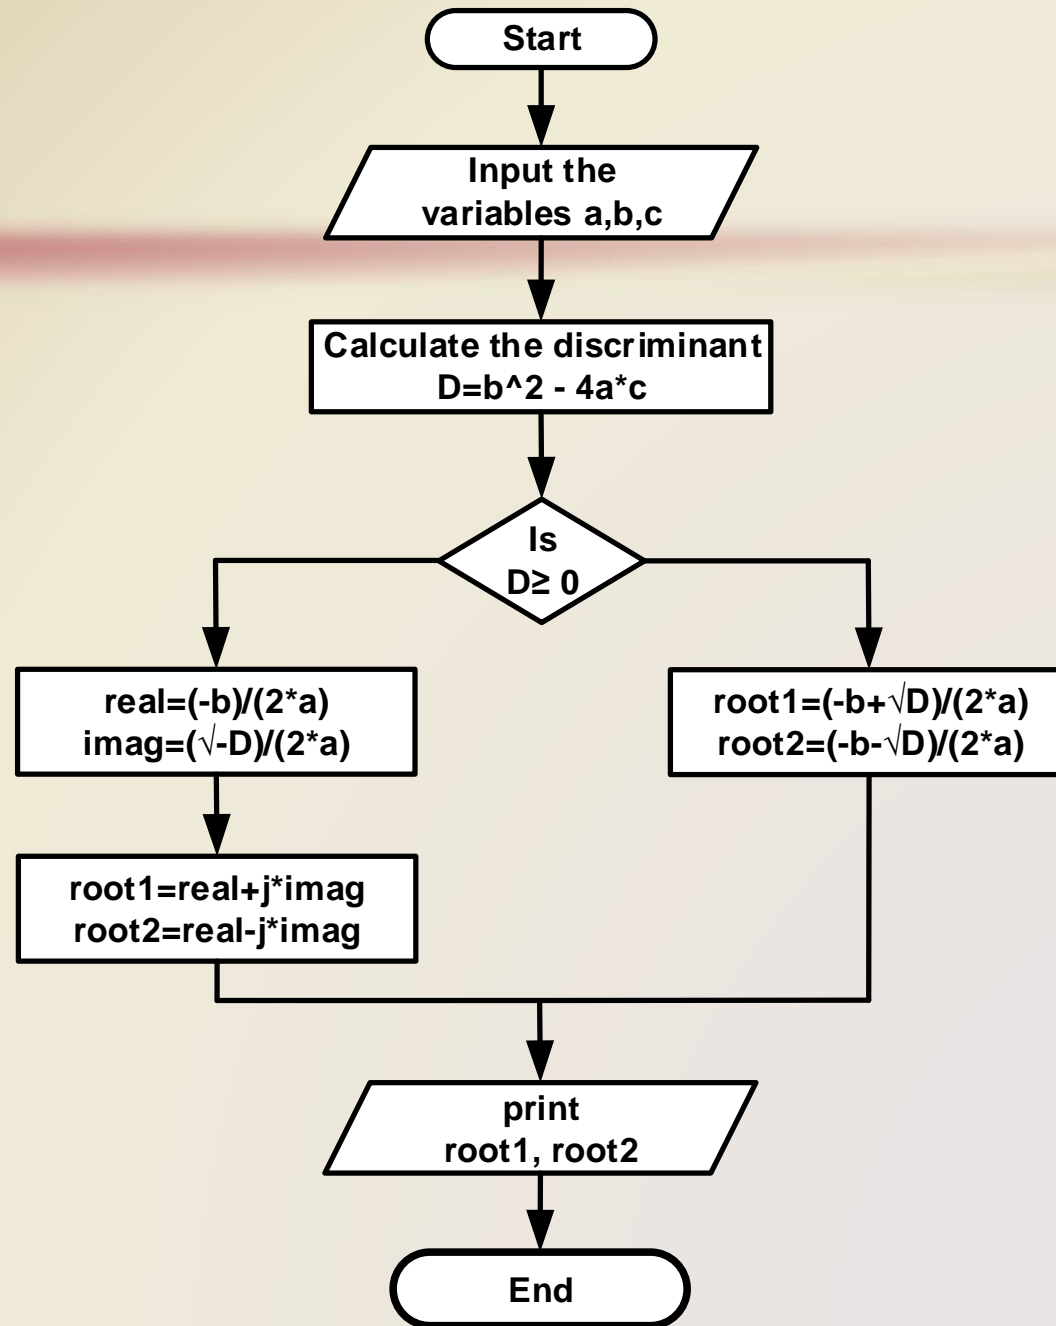 Start
Input the
variables a,b,c
Calculate the discriminant
D=b^2 - 4a*c
Is
D≥ 0
real=(-b)/(2*a)
imag=(√-D)/(2*a)
root1=(-b+√D)/(2*a)
root2=(-b-√D)/(2*a)
root1=real+j*imag
root2=real-j*imag
print
root1, root2
End